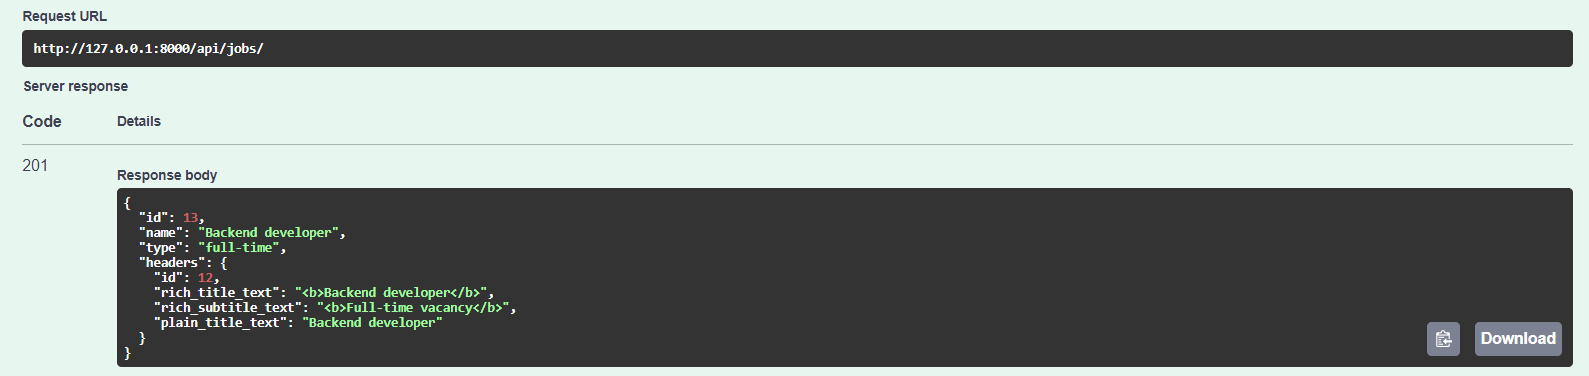 Request URL
http://127.0.0.1:8000/api/jobs/
Server response
Code Details
201
Response body
{
  "id": 13,
  "name": "Backend developer",
  "type": "full-time",
  "headers": {
    "id": 12,
    "rich_title_text": "<b>Backend developer</b>",
    "rich_subtitle_text": "<b>Full-time vacancy</b>",
    "plain_title_text": "Backend developer"
  }
}
Download